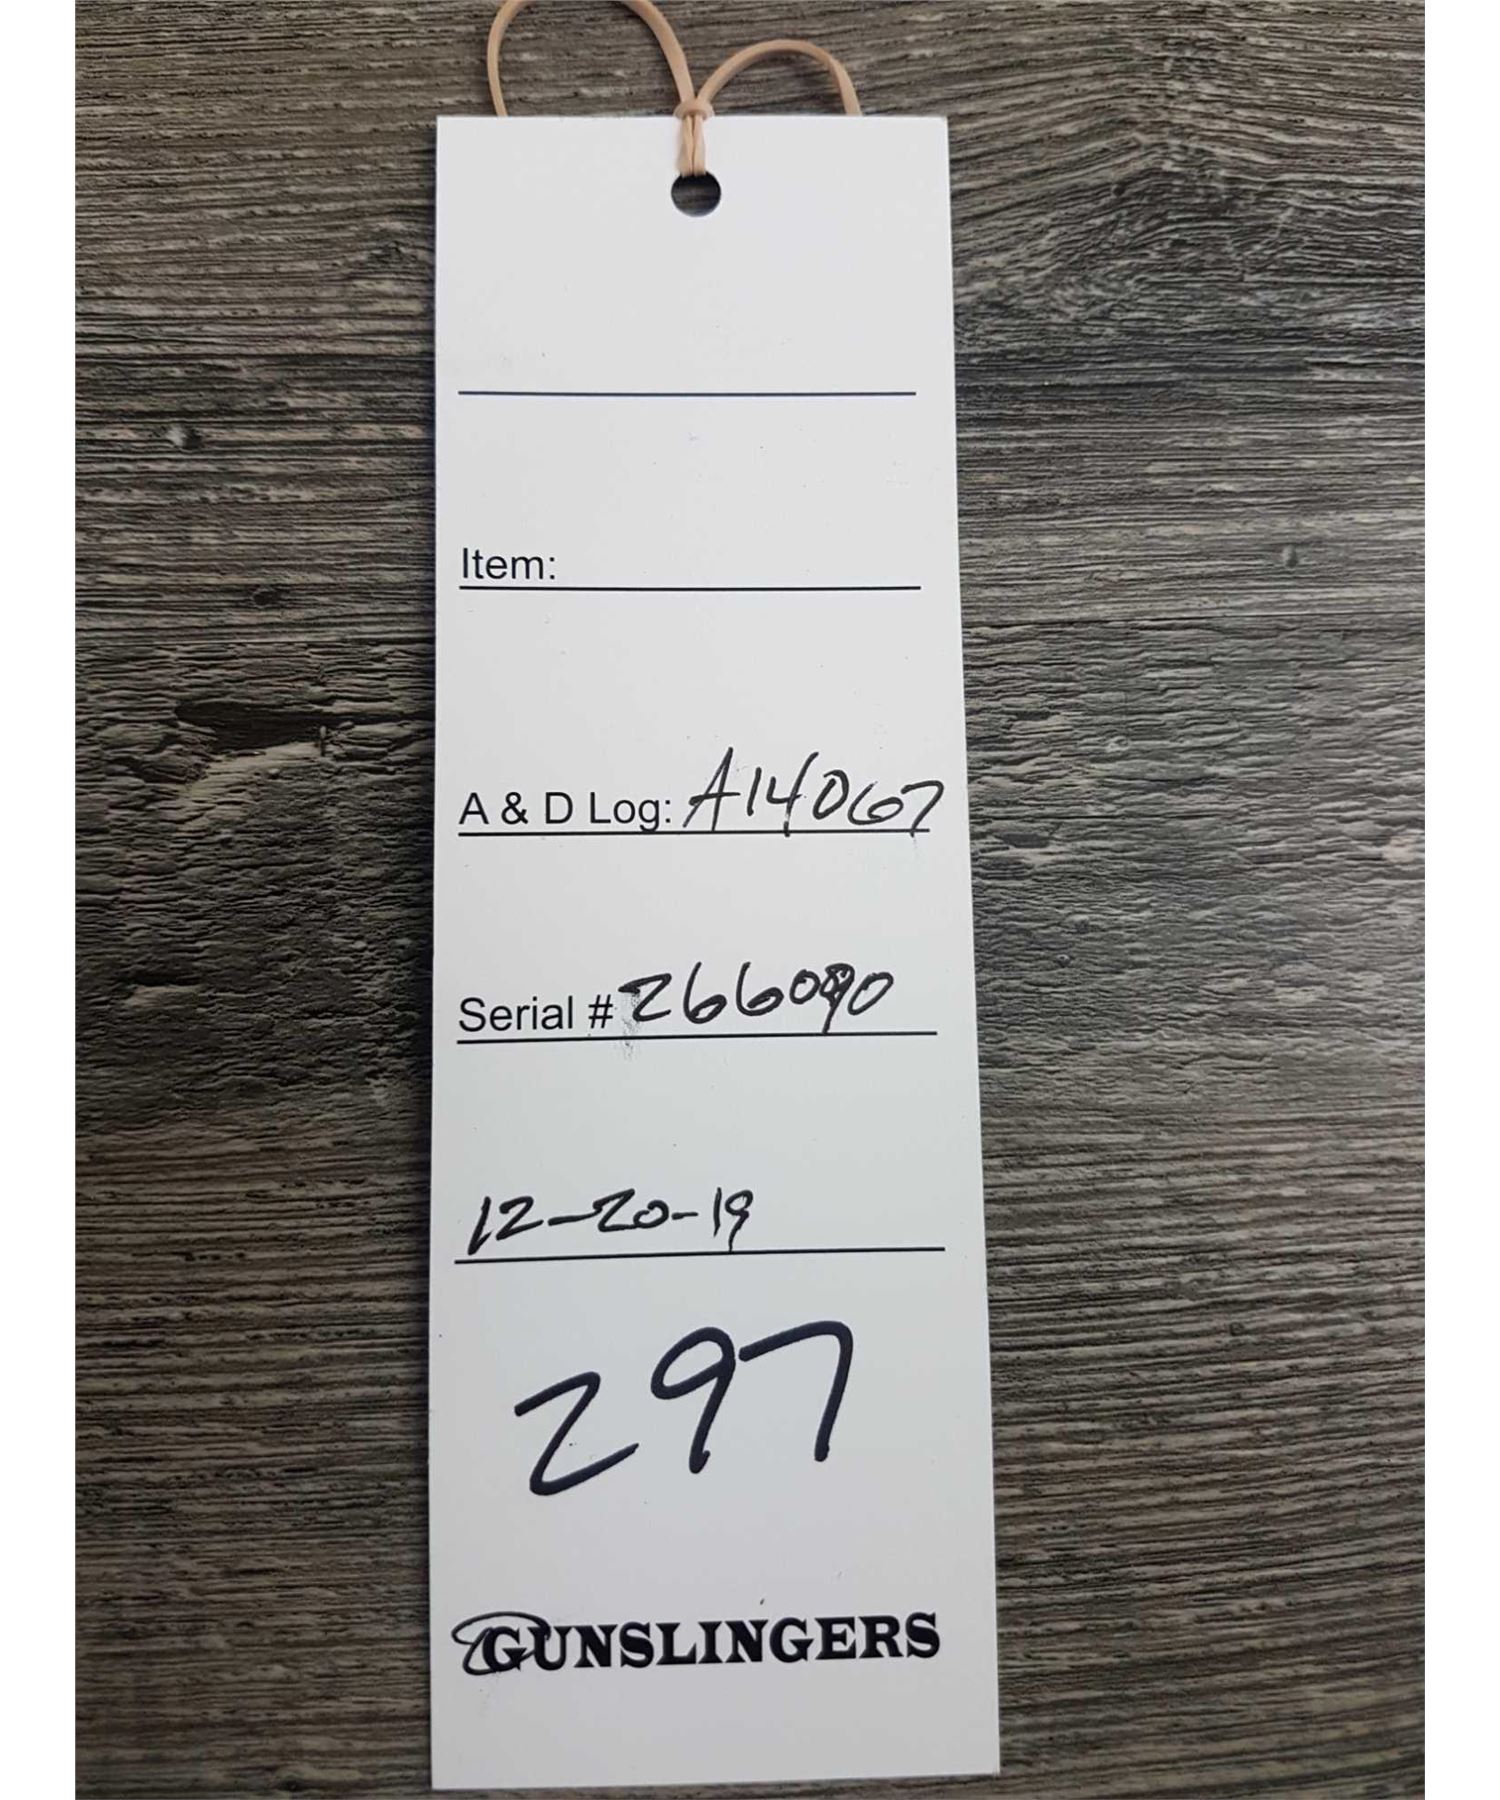 Item:
A & D Log: A14067
Serial # 266090
12-20-19
297
GUNSLINGERS